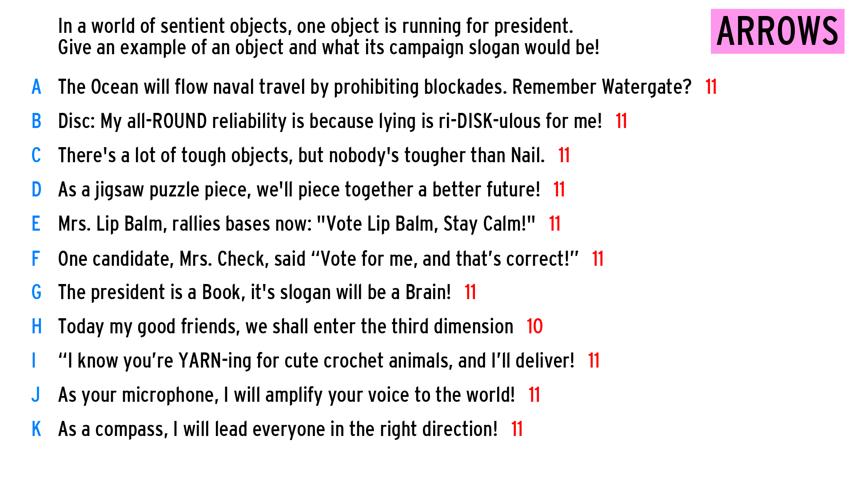 In a world of sentient objects, one object is running for president.
Give an example of an object and what its campaign slogan would be!
ARROWS
A The Ocean will flow naval travel by prohibiting blockades. Remember Watergate? 11
B Disc: My all-ROUND reliability is because lying is ri-DISK-ulous for me! 11
C There's a lot of tough objects, but nobody's tougher than Nail. 11
D As a jigsaw puzzle piece, we'll piece together a better future! 11
E Mrs. Lip Balm, rallies bases now: "Vote Lip Balm, Stay Calm!" 11
F One candidate, Mrs. Check, said “Vote for me, and that’s correct!” 11
G The president is a Book, it's slogan will be a Brain! 11
H Today my good friends, we shall enter the third dimension 10
I “I know you’re YARN-ing for cute crochet animals, and I’ll deliver! 11
J As your microphone, I will amplify your voice to the world! 11
K As a compass, I will lead everyone in the right direction! 11